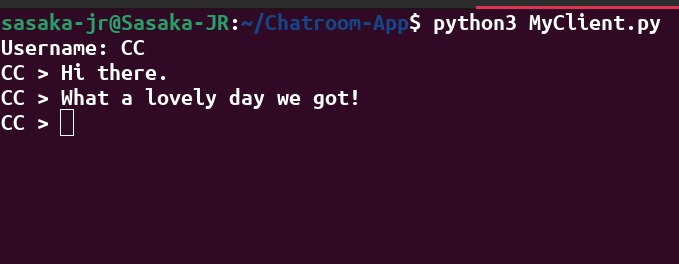 sasaka-jr@Sasaka-JR:~/Chatroom-App$ python3 MyClient.py
Username: CC
CC > Hi there.
CC > What a lovely day we got!
CC >